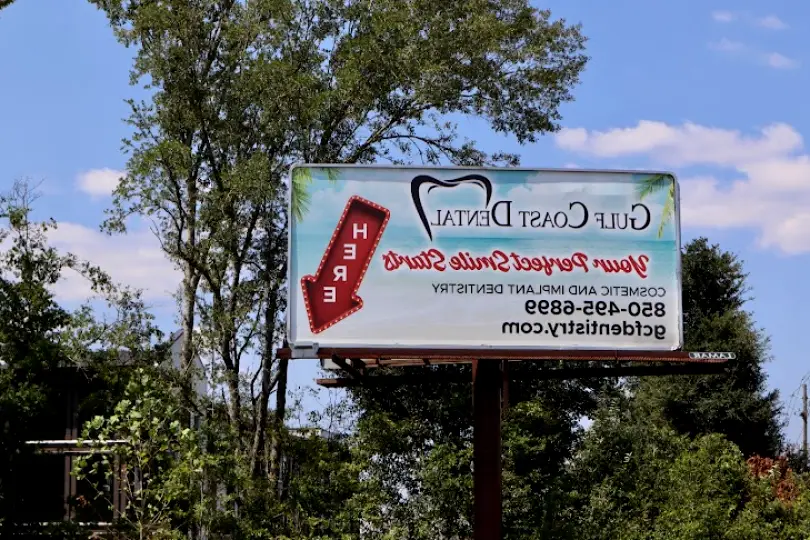 Gulf Coast Dental
Your Perfect Smile Starts
HERE
COSMETIC AND IMPLANT DENTISTRY
850-495-6899
gcfdentistry.com
LAMAR